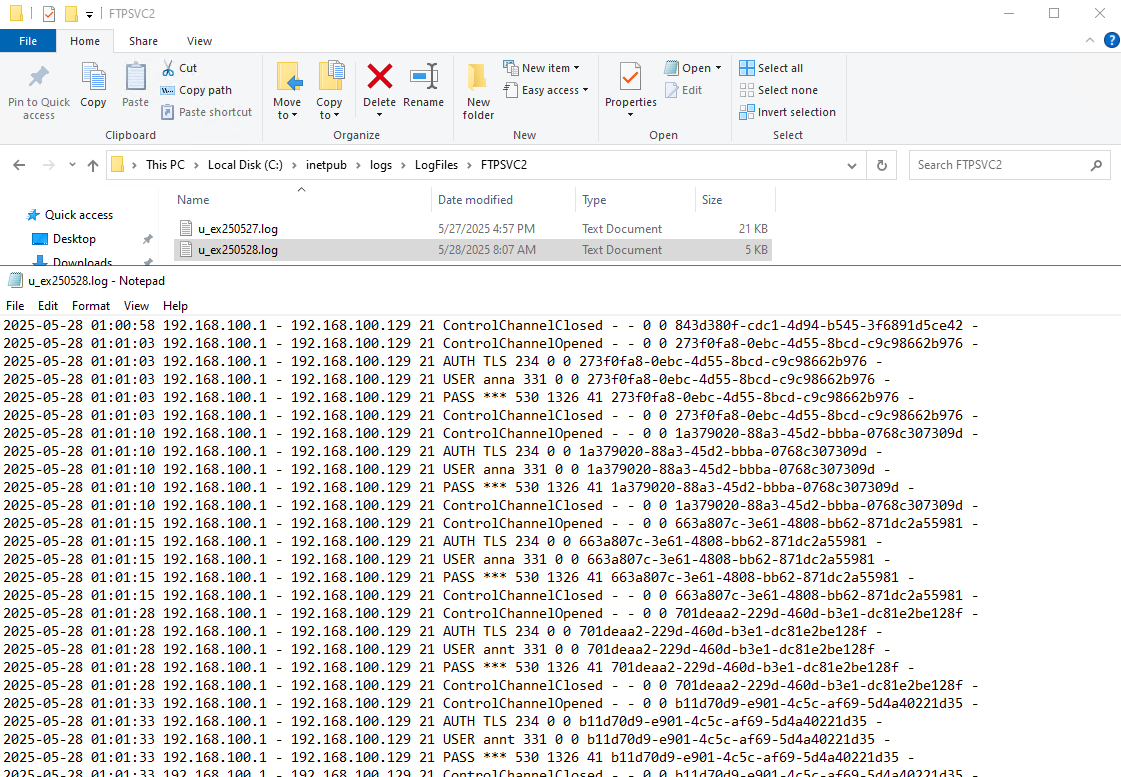 FTPSVC2
File Home Share View
Pin to Quick access
Copy
Paste
Cut
Copy path
Paste shortcut
Clipboard
Move to
Copy to
Delete
Rename
Organize
New folder
New item
Easy access
New
Properties
Open
Edit
Open
Select all
Select none
Invert selection
Select
This PC > Local Disk (C:) > inetpub > logs > LogFiles > FTPSVC2
Search FTPSVC2
Quick access
Desktop
Downloads
Name Date modified Type Size
u_ex250527.log 5/27/2025 4:57 PM Text Document 21 KB
u_ex250528.log 5/28/2025 8:07 AM Text Document 5 KB
u_ex250528.log - Notepad
File Edit Format View Help
2025-05-28 01:00:58 192.168.100.1 - 192.168.100.129 21 ControlChannelClosed - - 0 0 843d380f-cdc1-4d94-b545-3f6891d5ce42 -
2025-05-28 01:01:03 192.168.100.1 - 192.168.100.129 21 ControlChannelOpened - - 0 0 273f0fa8-0ebc-4d55-8bcd-c9c98662b976 -
2025-05-28 01:01:03 192.168.100.1 - 192.168.100.129 21 AUTH TLS 234 0 0 273f0fa8-0ebc-4d55-8bcd-c9c98662b976 -
2025-05-28 01:01:03 192.168.100.1 - 192.168.100.129 21 USER anna 331 0 0 273f0fa8-0ebc-4d55-8bcd-c9c98662b976 -
2025-05-28 01:01:03 192.168.100.1 - 192.168.100.129 21 PASS *** 530 1326 41 273f0fa8-0ebc-4d55-8bcd-c9c98662b976 -
2025-05-28 01:01:03 192.168.100.1 - 192.168.100.129 21 ControlChannelClosed - - 0 0 273f0fa8-0ebc-4d55-8bcd-c9c98662b976 -
2025-05-28 01:01:10 192.168.100.1 - 192.168.100.129 21 ControlChannelOpened - - 0 0 1a379020-88a3-45d2-bbba-0768c307309d -
2025-05-28 01:01:10 192.168.100.1 - 192.168.100.129 21 AUTH TLS 234 0 0 1a379020-88a3-45d2-bbba-0768c307309d -
2025-05-28 01:01:10 192.168.100.1 - 192.168.100.129 21 USER anna 331 0 0 1a379020-88a3-45d2-bbba-0768c307309d -
2025-05-28 01:01:10 192.168.100.1 - 192.168.100.129 21 PASS *** 530 1326 41 1a379020-88a3-45d2-bbba-0768c307309d -
2025-05-28 01:01:10 192.168.100.1 - 192.168.100.129 21 ControlChannelClosed - - 0 0 1a379020-88a3-45d2-bbba-0768c307309d -
2025-05-28 01:01:15 192.168.100.1 - 192.168.100.129 21 ControlChannelOpened - - 0 0 663a807c-3e61-4808-bb62-871dc2a55981 -
2025-05-28 01:01:15 192.168.100.1 - 192.168.100.129 21 AUTH TLS 234 0 0 663a807c-3e61-4808-bb62-871dc2a55981 -
2025-05-28 01:01:15 192.168.100.1 - 192.168.100.129 21 USER anna 331 0 0 663a807c-3e61-4808-bb62-871dc2a55981 -
2025-05-28 01:01:15 192.168.100.1 - 192.168.100.129 21 PASS *** 530 1326 41 663a807c-3e61-4808-bb62-871dc2a55981 -
2025-05-28 01:01:15 192.168.100.1 - 192.168.100.129 21 ControlChannelClosed - - 0 0 663a807c-3e61-4808-bb62-871dc2a55981 -
2025-05-28 01:01:28 192.168.100.1 - 192.168.100.129 21 ControlChannelOpened - - 0 0 701deaa2-229d-460d-b3e1-dc81e2be128f -
2025-05-28 01:01:28 192.168.100.1 - 192.168.100.129 21 AUTH TLS 234 0 0 701deaa2-229d-460d-b3e1-dc81e2be128f -
2025-05-28 01:01:28 192.168.100.1 - 192.168.100.129 21 USER annt 331 0 0 701deaa2-229d-460d-b3e1-dc81e2be128f -
2025-05-28 01:01:28 192.168.100.1 - 192.168.100.129 21 PASS *** 530 1326 41 701deaa2-229d-460d-b3e1-dc81e2be128f -
2025-05-28 01:01:28 192.168.100.1 - 192.168.100.129 21 ControlChannelClosed - - 0 0 701deaa2-229d-460d-b3e1-dc81e2be128f -
2025-05-28 01:01:33 192.168.100.1 - 192.168.100.129 21 ControlChannelOpened - - 0 0 b11d70d9-e901-4c5c-af69-5d4a40221d35 -
2025-05-28 01:01:33 192.168.100.1 - 192.168.100.129 21 AUTH TLS 234 0 0 b11d70d9-e901-4c5c-af69-5d4a40221d35 -
2025-05-28 01:01:33 192.168.100.1 - 192.168.100.129 21 USER annt 331 0 0 b11d70d9-e901-4c5c-af69-5d4a40221d35 -
2025-05-28 01:01:33 192.168.100.1 - 192.168.100.129 21 PASS *** 530 1326 41 b11d70d9-e901-4c5c-af69-5d4a40221d35 -
2025-05-28 01:01:33 192.168.100.1 - 192.168.100.129 21 ControlChannelClosed - - 0 0 b11d70d9-e901-4c5c-af69-5d4a40221d35 -